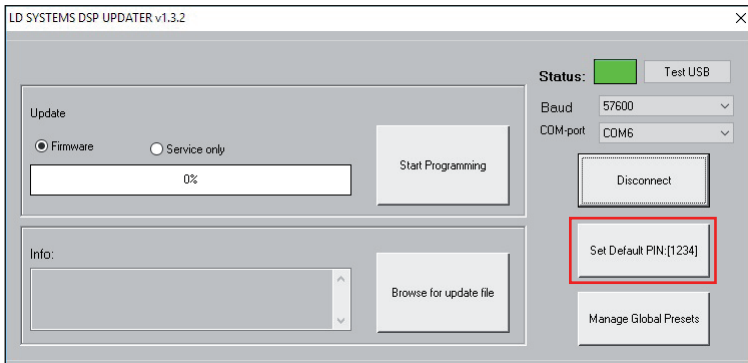 LD SYSTEMS DSP UPDATER v1.3.2
Status:
Test USB
Update
Baud
57600
Firmware
Service only
COM-port
COM6
0%
Start Programming
Disconnect
Info:
Set Default PIN:[1234]
Browse for update file
Manage Global Presets